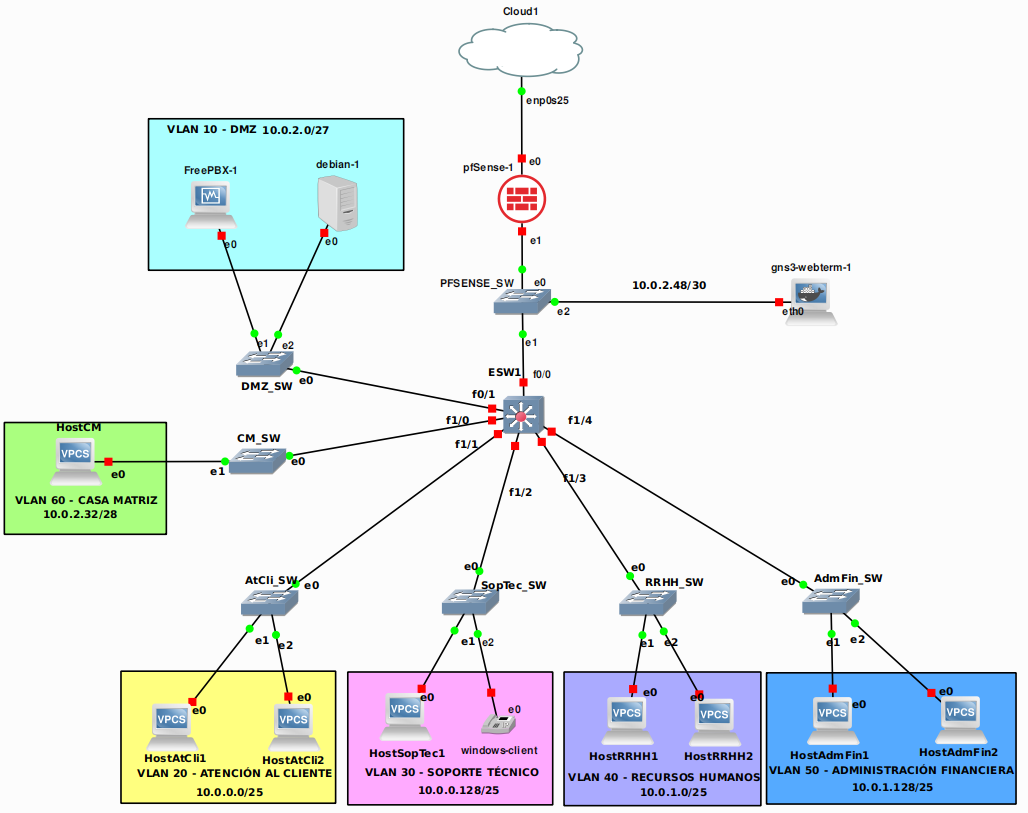 Cloud1
enp0s25
VLAN 10 - DMZ 10.0.2.0/27
FreePBX-1
debian-1
e0
e0
pfSense-1
e0
e1
PFSENSE_SW
e0
e2
10.0.2.48/30
gns3-webterm-1
eth0
e1
e1
e2
DMZ_SW
e0
ESW1
f0/0
f0/1
f1/0
f1/1
f1/4
f1/2
f1/3
HostCM
VPCS
e0
CM_SW
e1
e0
VLAN 60 - CASA MATRIZ
10.0.2.32/28
AtCli_SW
e0
e1
e2
e0
SopTec_SW
e1
e2
e0
RRHH_SW
e1
e2
AdmFin_SW
e0
e1
e2
e0
VPCS
HostAtCli1
e0
VPCS
HostAtCli2
VLAN 20 - ATENCIÓN AL CLIENTE
10.0.0.0/25
e0
VPCS
HostSopTec1
e0
windows-client
VLAN 30 - SOPORTE TÉCNICO
10.0.0.128/25
e0
VPCS
HostRRHH1
e0
VPCS
HostRRHH2
VLAN 40 - RECURSOS HUMANOS
10.0.1.0/25
e0
VPCS
HostAdmFin1
e0
VPCS
HostAdmFin2
VLAN 50 - ADMINISTRACIÓN FINANCIERA
10.0.1.128/25